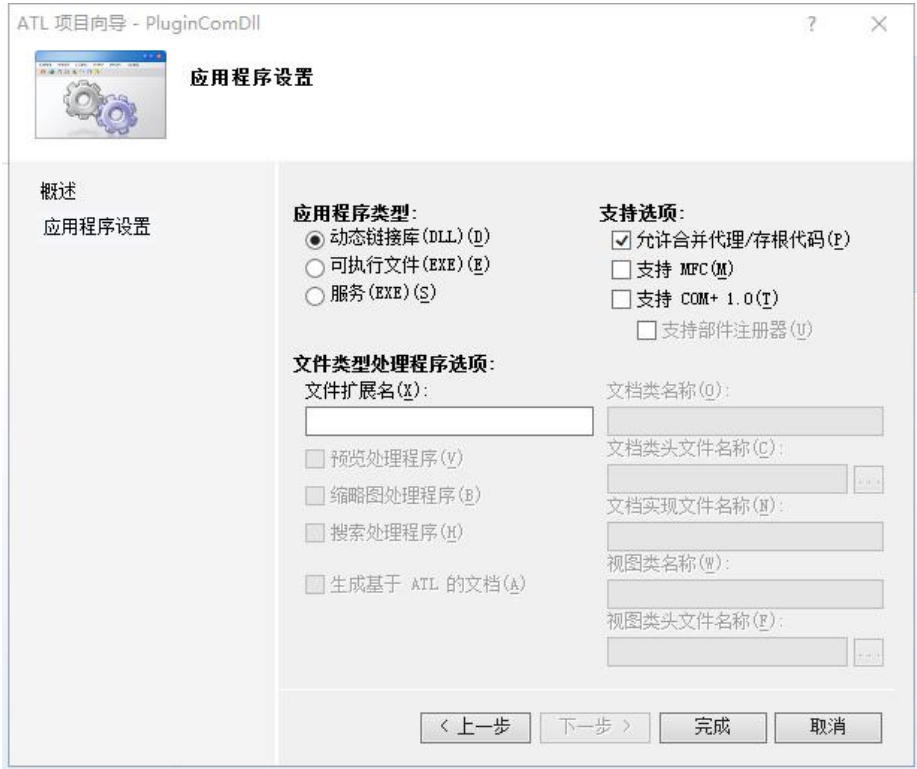 ATL 项目向导 - PluginComDll
应用程序设置
概述
应用程序设置
应用程序类型:
动态链接库(DLL)(D)
可执行文件(EXE)(E)
服务(EXE)(S)
支持选项:
允许合并代理/存根代码(P)
支持 MFC(M)
支持 COM+ 1.0(T)
支持部件注册器(U)
文件类型处理程序选项:
文件扩展名(X):
预览处理程序(V)
缩略图处理程序(B)
搜索处理程序(H)
生成基于 ATL 的文档(A)
文档类名称(O):
文档类头文件名称(C):
...
文档实现文件名称(N):
视图类名称(W):
视图类头文件名称(F):
...
< 上一步
下一步 >
完成
取消